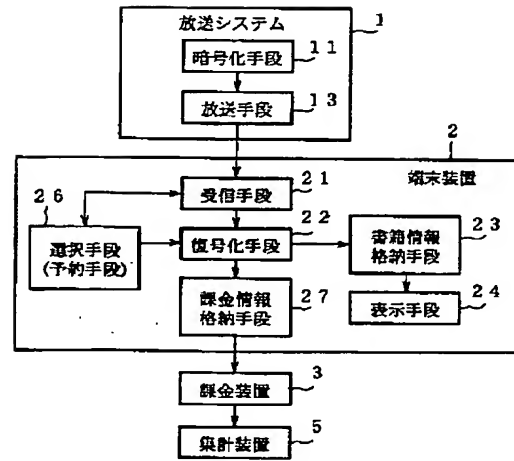 放送システム
1
暗号化手段
11
放送手段
13
2
端末装置
受信手段
21
26
選択手段
(予約手段)
復号化手段
22
書籍情報
格納手段
23
課金情報
格納手段
27
表示手段
24
課金装置
3
集計装置
5